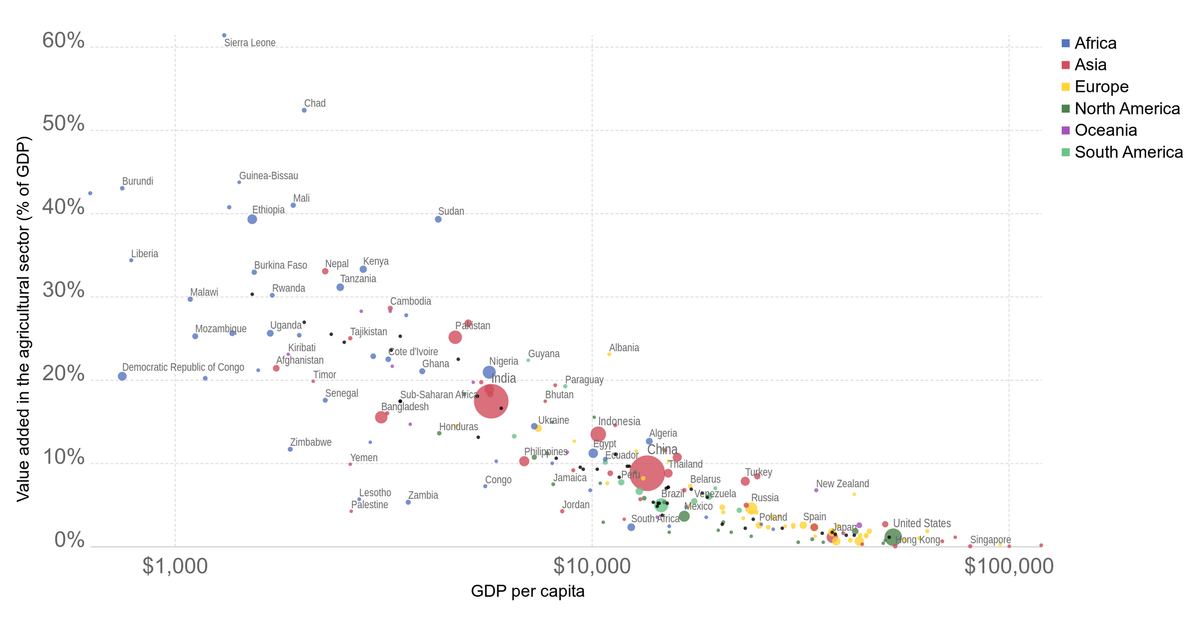 60%
Sierra Leone
Africa
Asia
Europe
North America
Oceania
South America
Chad
50%
Burundi
Guinea-Bissau
Mali
40%
Ethiopia
Sudan
Liberia
Burkina Faso
Nepal
Kenya
Tanzania
30%
Malawi
Rwanda
Cambodia
Mozambique
Uganda
Tajikistan
Pakistan
Kiribati
Cote d'Ivoire
Guyana
Albania
Democratic Republic of Congo
Afghanistan
Ghana
Nigeria
20%
Timor
India
Paraguay
Senegal
Sub-Saharan Africa
Bhutan
Bangladesh
Honduras
Ukraine
Indonesia
Zimbabwe
Algeria
Egypt
China
10%
Yemen
Philippines
Ecuador
Thailand
Congo
Jamaica
Peru
Belarus
Turkey
New Zealand
Lesotho
Zambia
Brazil
Venezuela
Russia
Palestine
Jordan
Mexico
South Africa
Poland
Spain
Japan
United States
0%
Hong Kong
Singapore
$1,000
$10,000
$100,000
GDP per capita
Value added in the agricultural sector (% of GDP)